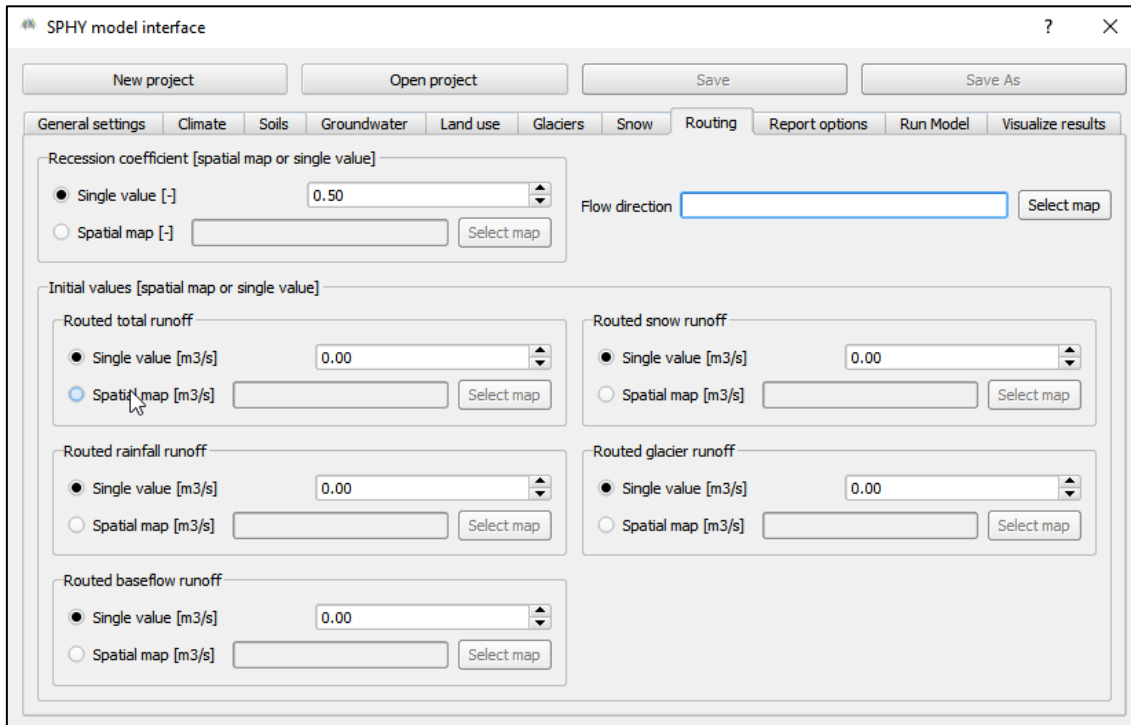 SPHY model interface ?
New project Open project Save Save As
General settings Climate Soils Groundwater Land use Glaciers Snow Routing Report options Run Model Visualize results
Recession coefficient [spatial map or single value]
Single value [-] 0.50
Spatial map [-] Select map
Flow direction Select map
Initial values [spatial map or single value]
Routed total runoff
Single value [m3/s] 0.00
Spatial map [m3/s] Select map
Routed snow runoff
Single value [m3/s] 0.00
Spatial map [m3/s] Select map
Routed rainfall runoff
Single value [m3/s] 0.00
Spatial map [m3/s] Select map
Routed glacier runoff
Single value [m3/s] 0.00
Spatial map [m3/s] Select map
Routed baseflow runoff
Single value [m3/s] 0.00
Spatial map [m3/s] Select map